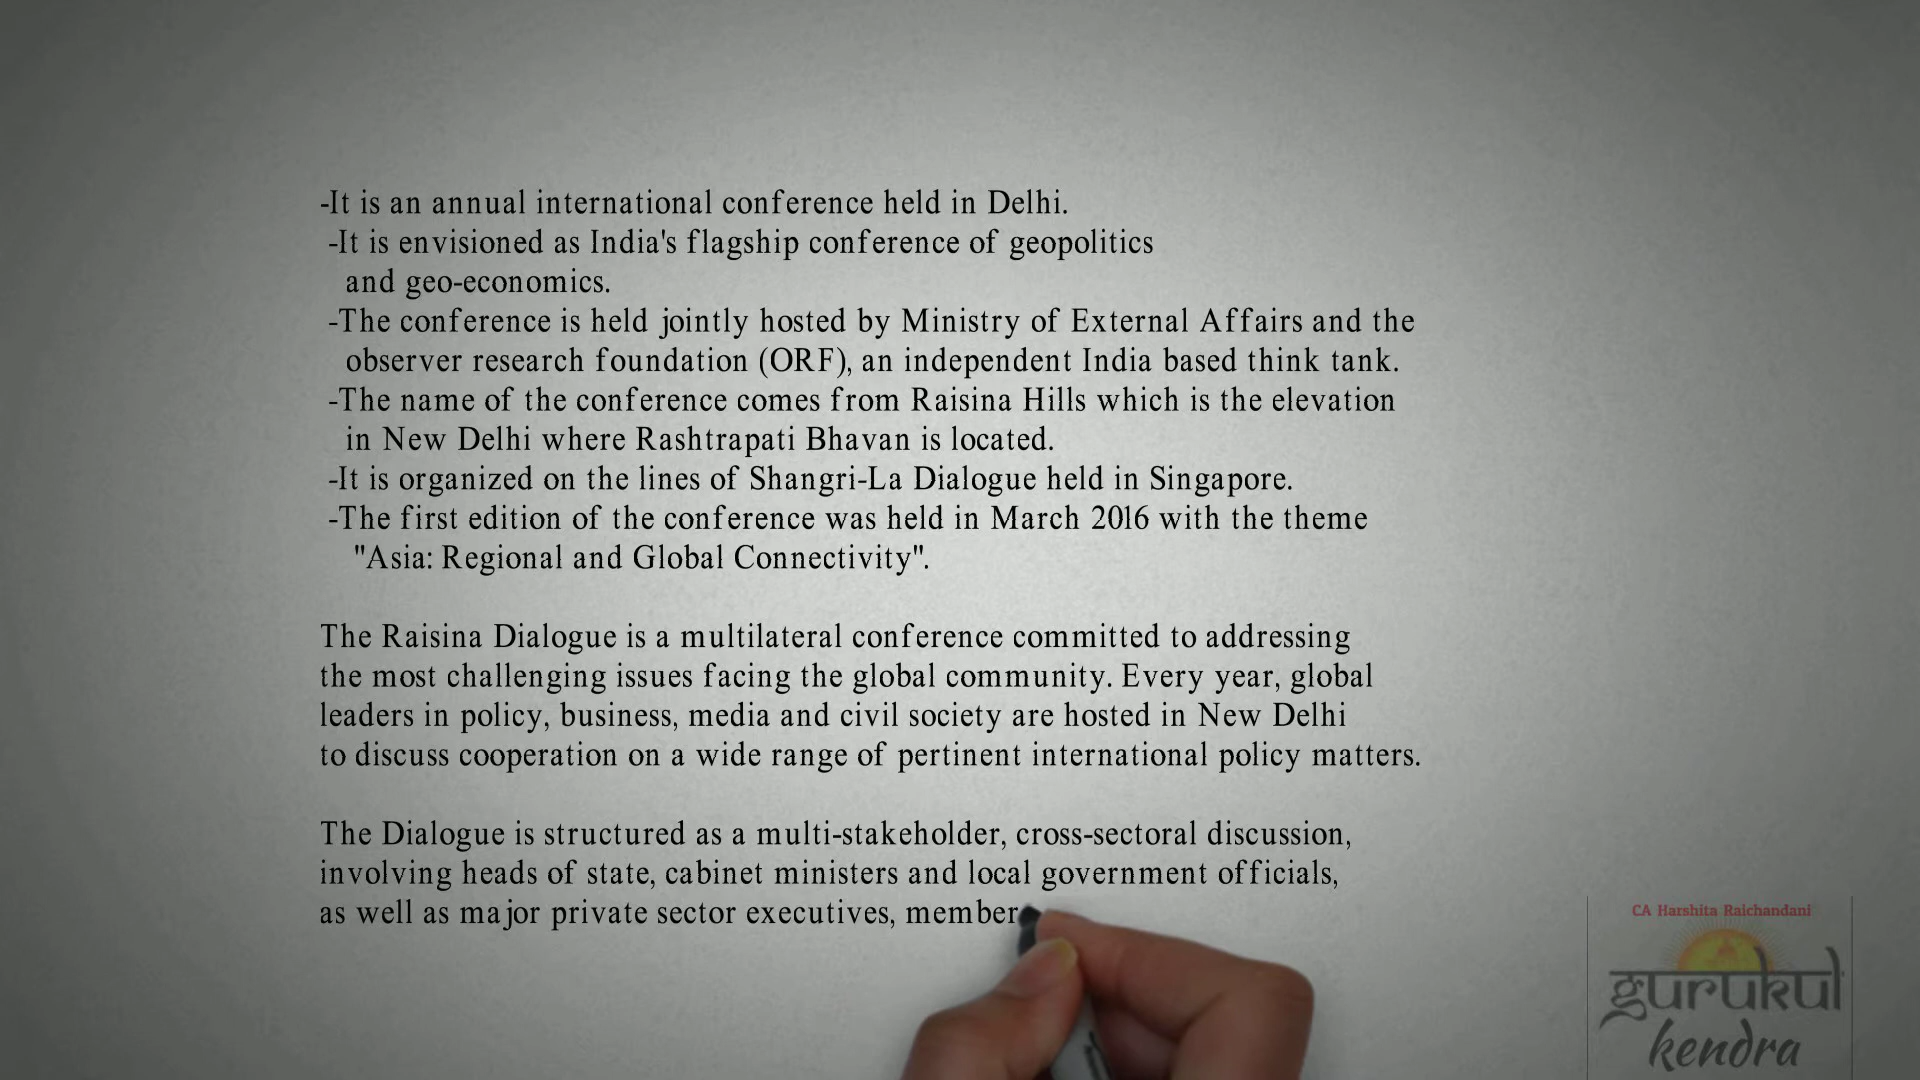 -It is an annual international conference held in Delhi.
-It is envisioned as India's flagship conference of geopolitics
and geo-economics.
-The conference is held jointly hosted by Ministry of External Affairs and the
observer research foundation (ORF), an independent India based think tank.
-The name of the conference comes from Raisina Hills which is the elevation
in New Delhi where Rashtrapati Bhavan is located.
-It is organized on the lines of Shangri-La Dialogue held in Singapore.
-The first edition of the conference was held in March 2016 with the theme
"Asia: Regional and Global Connectivity".
The Raisina Dialogue is a multilateral conference committed to addressing
the most challenging issues facing the global community. Every year, global
leaders in policy, business, media and civil society are hosted in New Delhi
to discuss cooperation on a wide range of pertinent international policy matters.
The Dialogue is structured as a multi-stakeholder, cross-sectoral discussion,
involving heads of state, cabinet ministers and local government officials,
as well as major private sector executives, member
CA Harshita Raichandani
gurukul
kendra